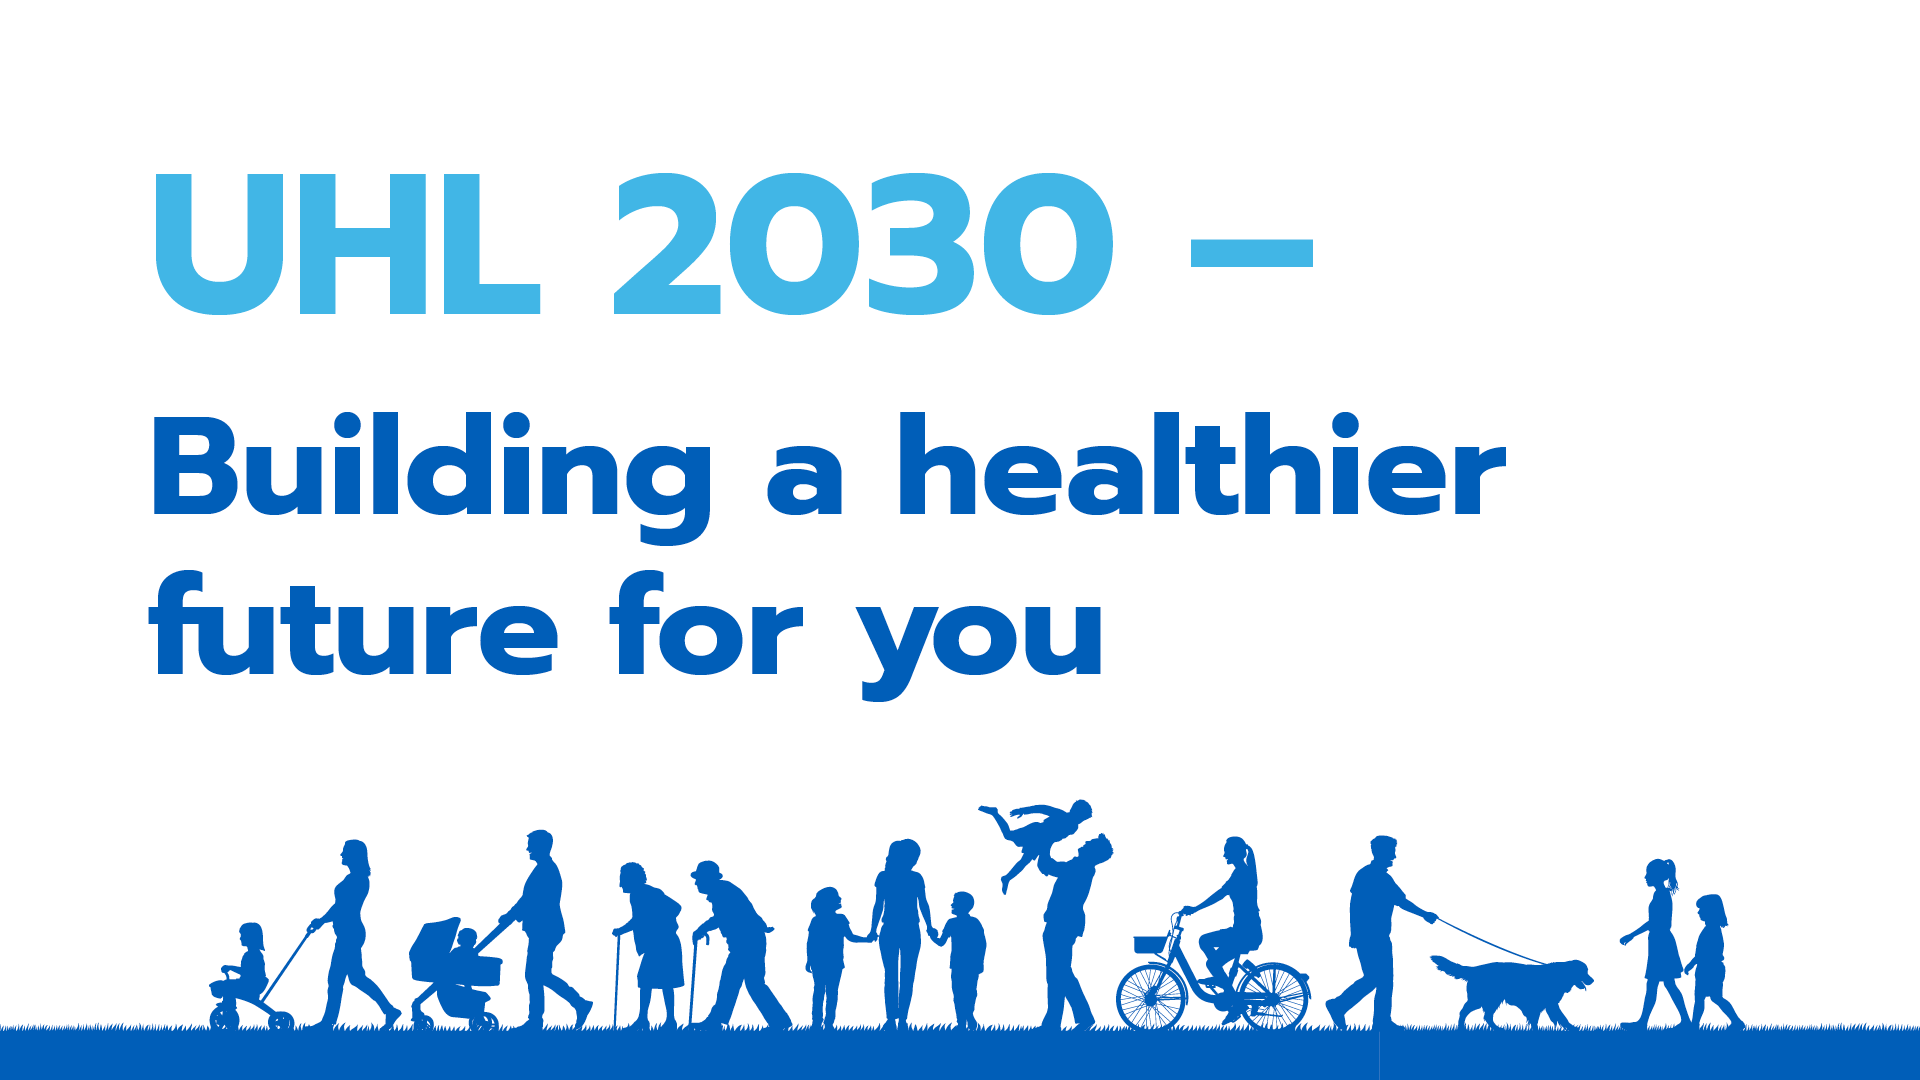 UHL 2030 –
Building a healthier
future for you